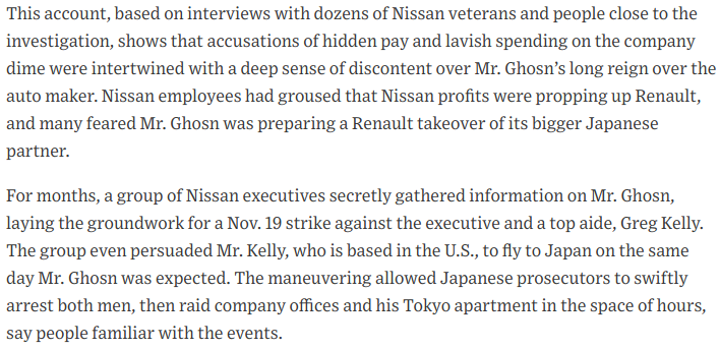 This account, based on interviews with dozens of Nissan veterans and people close to the
investigation, shows that accusations of hidden pay and lavish spending on the company
dime were intertwined with a deep sense of discontent over Mr. Ghosn’s long reign over the
auto maker. Nissan employees had groused that Nissan profits were propping up Renault,
and many feared Mr. Ghosn was preparing a Renault takeover of its bigger Japanese
partner.
For months, a group of Nissan executives secretly gathered information on Mr. Ghosn,
laying the groundwork for a Nov. 19 strike against the executive and a top aide, Greg Kelly.
The group even persuaded Mr. Kelly, who is based in the U.S., to fly to Japan on the same
day Mr. Ghosn was expected. The maneuvering allowed Japanese prosecutors to swiftly
arrest both men, then raid company offices and his Tokyo apartment in the space of hours,
say people familiar with the events.